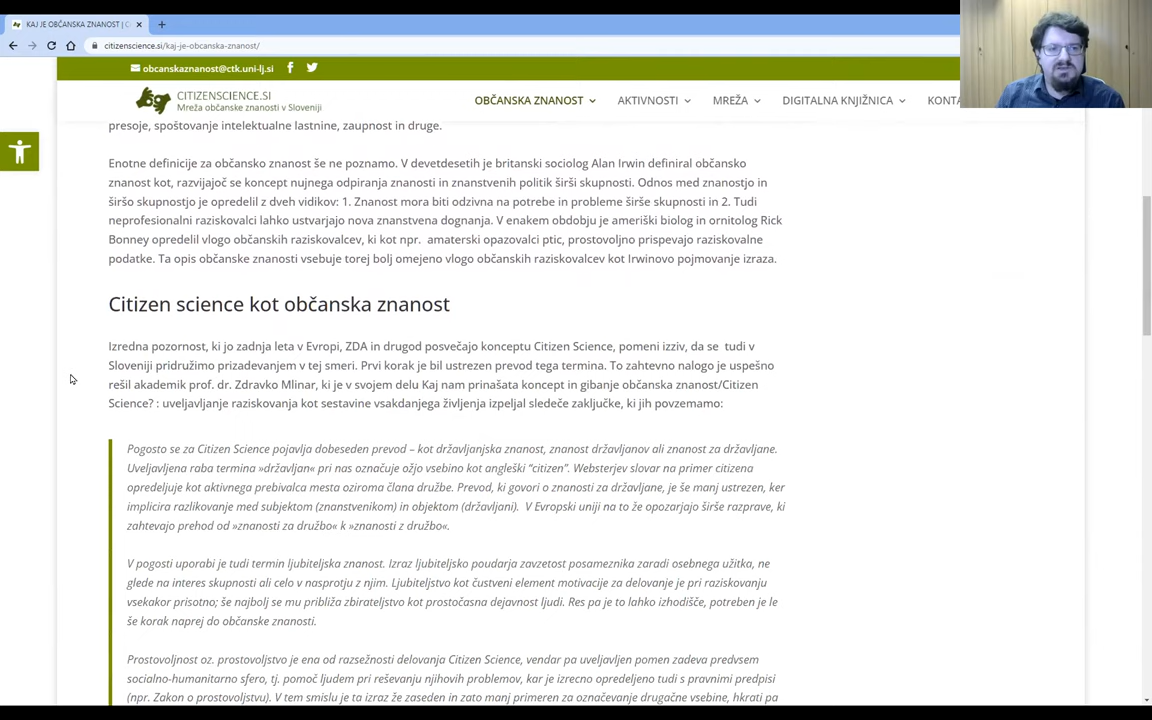 KAJ JE OBČANSKA ZNANOST | C
citizenscience.si/kaj-je-obcanska-znanost/
obcanskaznanost@ctk.uni-lj.si
CITIZENSCIENCE.SI
Mreža občanske znanosti v Sloveniji
OBČANSKA ZNANOST
AKTIVNOSTI
MREŽA
DIGITALNA KNJIŽNICA
KONTA
presoje, spoštovanje intelektualne lastnine, zaupnost in druge.
Enotne definicije za občansko znanost še ne poznamo. V devetdesetih je britanski sociolog Alan Irwin definiral občansko
znanost kot, razvijajoč se koncept nujnega odpiranja znanosti in znanstvenih politik širši skupnosti. Odnos med znanostjo in
širšo skupnostjo je opredelil z dveh vidikov: 1. Znanost mora biti odzivna na potrebe in probleme širše skupnosti in 2. Tudi
neprofesionalni raziskovalci lahko ustvarjajo nova znanstvena dognanja. V enakem obdobju je ameriški biolog in ornitolog Rick
Bonney opredelil vlogo občanskih raziskovalcev, ki kot npr. amaterski opazovalci ptic, prostovoljno prispevajo raziskovalne
podatke. Ta opis občanske znanosti vsebuje torej bolj omejeno vlogo občanskih raziskovalcev kot Irwinovo pojmovanje izraza.
Citizen science kot občanska znanost
Izredna pozornost, ki jo zadnja leta v Evropi, ZDA in drugod posvečajo konceptu Citizen Science, pomeni izziv, da se tudi v
Sloveniji pridružimo prizadevanjem v tej smeri. Prvi korak je bil ustrezen prevod tega termina. To zahtevno nalogo je uspešno
rešil akademik prof. dr. Zdravko Mlinar, ki je v svojem delu Kaj nam prinašata koncept in gibanje občanska znanost/Citizen
Science? : uveljavljanje raziskovanja kot sestavine vsakdanjega življenja izpeljal sledeče zaključke, ki jih povzemamo:
Pogosto se za Citizen Science pojavlja dobeseden prevod – kot državljanjska znanost, znanost državljanov ali znanost za državljane.
Uveljavljena raba termina »državljan« pri nas označuje ožjo vsebino kot angleški “citizen”. Websterjev slovar na primer citizena
opredeljuje kot aktivnega prebivalca mesta oziroma člana družbe. Prevod, ki govori o znanosti za državljane, je še manj ustrezen, ker
implicira razlikovanje med subjektom (znanstvenikom) in objektom (državljani). V Evropski uniji na to že opozarjajo širše razprave, ki
zahtevajo prehod od »znanosti za družbo« k »znanosti z družbo«.
V pogosti uporabi je tudi termin ljubiteljska znanost. Izraz ljubiteljsko poudarja zavzetost posameznika zaradi osebnega užitka, ne
glede na interes skupnosti ali celo v nasprotju z njim. Ljubiteljstvo kot čustveni element motivacije za delovanje je pri raziskovanju
vsekakor prisotno; še najbolj se mu približa zbirateljstvo kot prostočasna dejavnost ljudi. Res pa je to lahko izhodišče, potreben je le
še korak naprej do občanske znanosti.
Prostovoljnost oz. prostovoljstvo je ena od razsežnosti delovanja Citizen Science, vendar pa uveljavljen pomen zadeva predvsem
socialno-humanitarno sfero, tj. pomoč ljudem pri reševanju njihovih problemov, kar je izrecno opredeljeno tudi s pravnimi predpisi
(npr. Zakon o prostovoljstvu). V tem smislu je ta izraz že zaseden in zato manj primeren za označevanje drugačne vsebine, hkrati pa